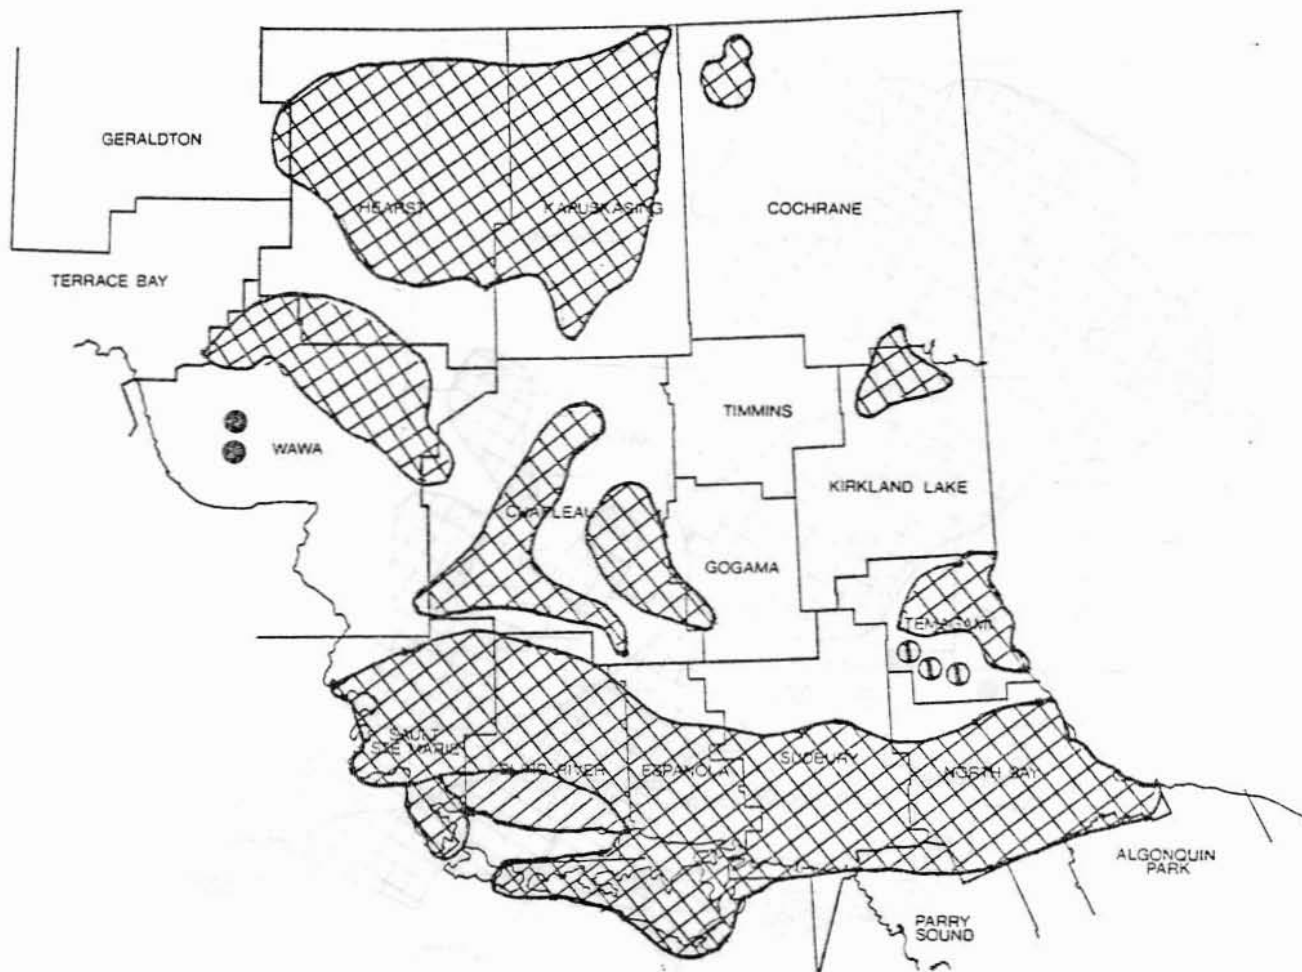 GERALDTON
HEARST
KAPUSKASING
COCHRANE
TERRACE BAY
TIMMINS
WAWA
KIRKLAND LAKE
CHAPLEAU
GOGAMA
TEMAGAMI
SAULT
STE MARIE
BLIND RIVER
ESPANOLA
SUDBURY
NORTH BAY
ALGONQUIN
PARK
PARRY
SOUND